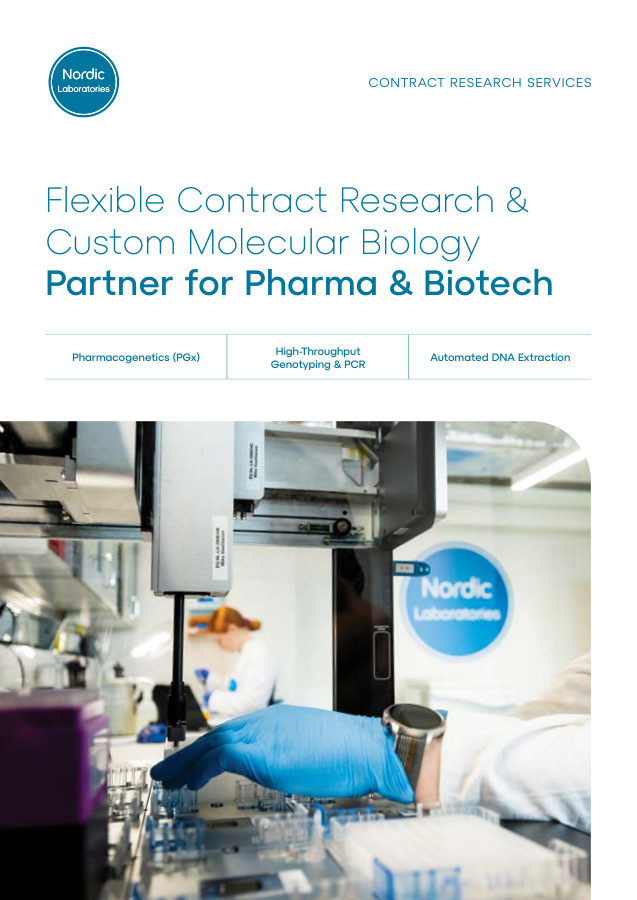 Nordic
Laboratories
CONTRACT RESEARCH SERVICES
Flexible Contract Research &
Custom Molecular Biology
Partner for Pharma & Biotech
Pharmacogenetics (PGx)
High-Throughput
Genotyping & PCR
Automated DNA Extraction
Nordic
Laboratories